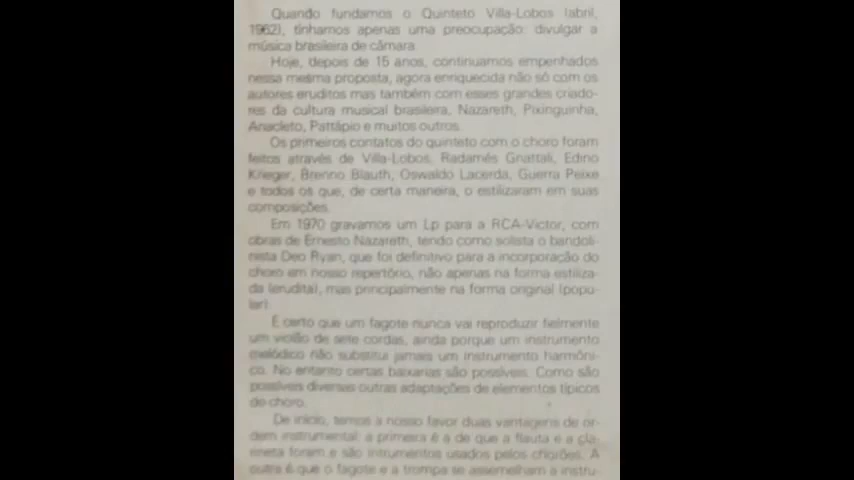 Quando fundamos o Quinteto Villa-Lobos (abril,
1962), tínhamos apenas uma preocupação: divulgar a
música brasileira de câmara.
Hoje, depois de 15 anos, continuamos empenhados
nessa mesma proposta, agora enriquecida não só com os
autores eruditos mas também com esses grandes criado-
res da cultura musical brasileira, Nazareth, Pixinguinha,
Anacleto, Pattápio e muitos outros.
Os primeiros contatos do quinteto com o choro foram
feitos através de Villa-Lobos, Radamés Gnattali, Edino
Krieger, Brenno Blauth, Oswaldo Lacerda, Guerra Peixe
e todos os que, de certa maneira, o estilizaram em suas
composições.
Em 1970 gravamos um Lp para a RCA-Victor, com
obras de Ernesto Nazareth, tendo como solista o bandoli-
nista Deo Ryan, que foi definitivo para a incorporação do
choro em nosso repertório, não apenas na forma estiliza-
da (erudita), mas principalmente na forma original (popu-
lar).
É certo que um fagote nunca vai reproduzir fielmente
um violão de sete cordas, ainda porque um instrumento
melódico não substitui jamais um instrumento harmôni-
co. No entanto certas baixarias são possíveis. Como são
possíveis diversas outras adaptações de elementos típicos
do choro.
De início, temos a nosso favor duas vantagens de or-
dem instrumental: a primeira é a de que a flauta e a cla-
rineta foram e são intrumentos usados pelos chorões. A
outra é que o fagote e a trompa se assemelham a instru-